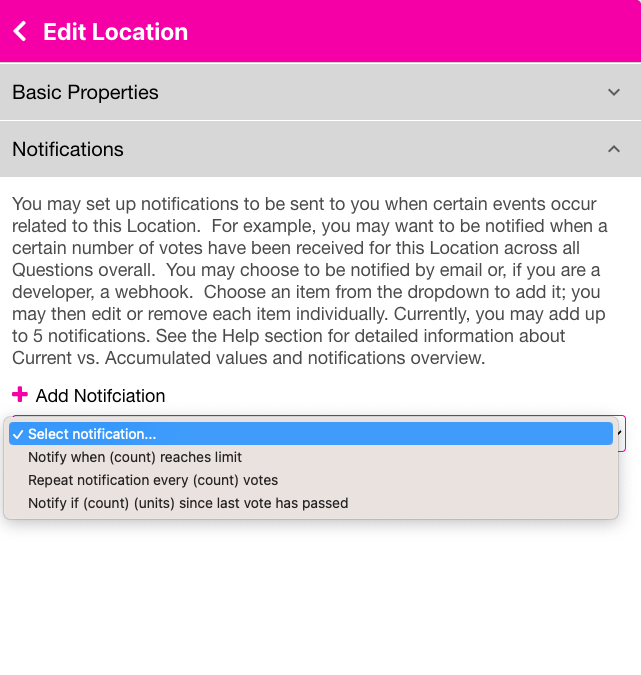 Edit Location
Basic Properties
Notifications
You may set up notifications to be sent to you when certain events occur
related to this Location.  For example, you may want to be notified when a
certain number of votes have been received for this Location across all
Questions overall.  You may choose to be notified by email or, if you are a
developer, a webhook.  Choose an item from the dropdown to add it; you
may then edit or remove each item individually. Currently, you may add up
to 5 notifications. See the Help section for detailed information about
Current vs. Accumulated values and notifications overview.
Add Notifciation
Select notification...
Notify when (count) reaches limit
Repeat notification every (count) votes
Notify if (count) (units) since last vote has passed